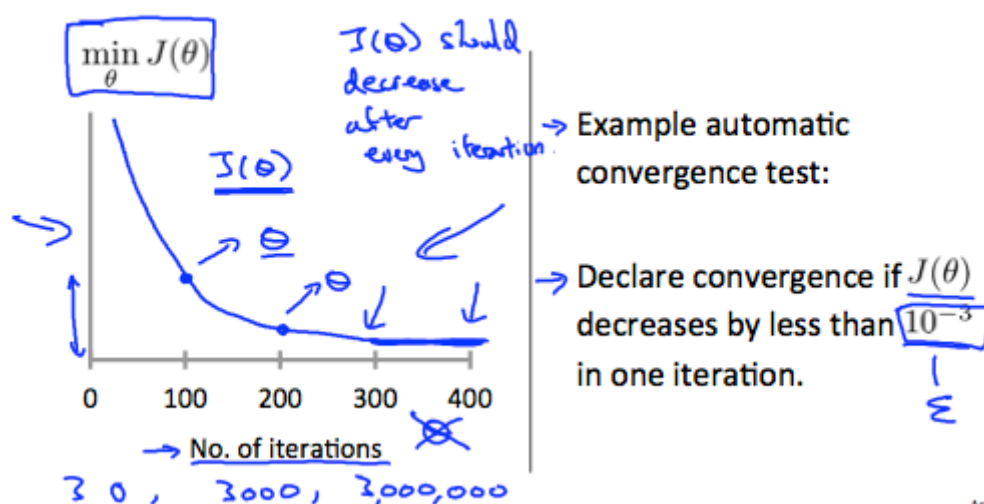 min J(θ)
θ
J(θ) should
decrease
after
every iteration.
J(θ)
θ
θ
0 100 200 300 400
No. of iterations
30, 3000, 3,000,000
→ Example automatic
convergence test:
→ Declare convergence if J(θ)
decreases by less than 10⁻³
in one iteration.
ε